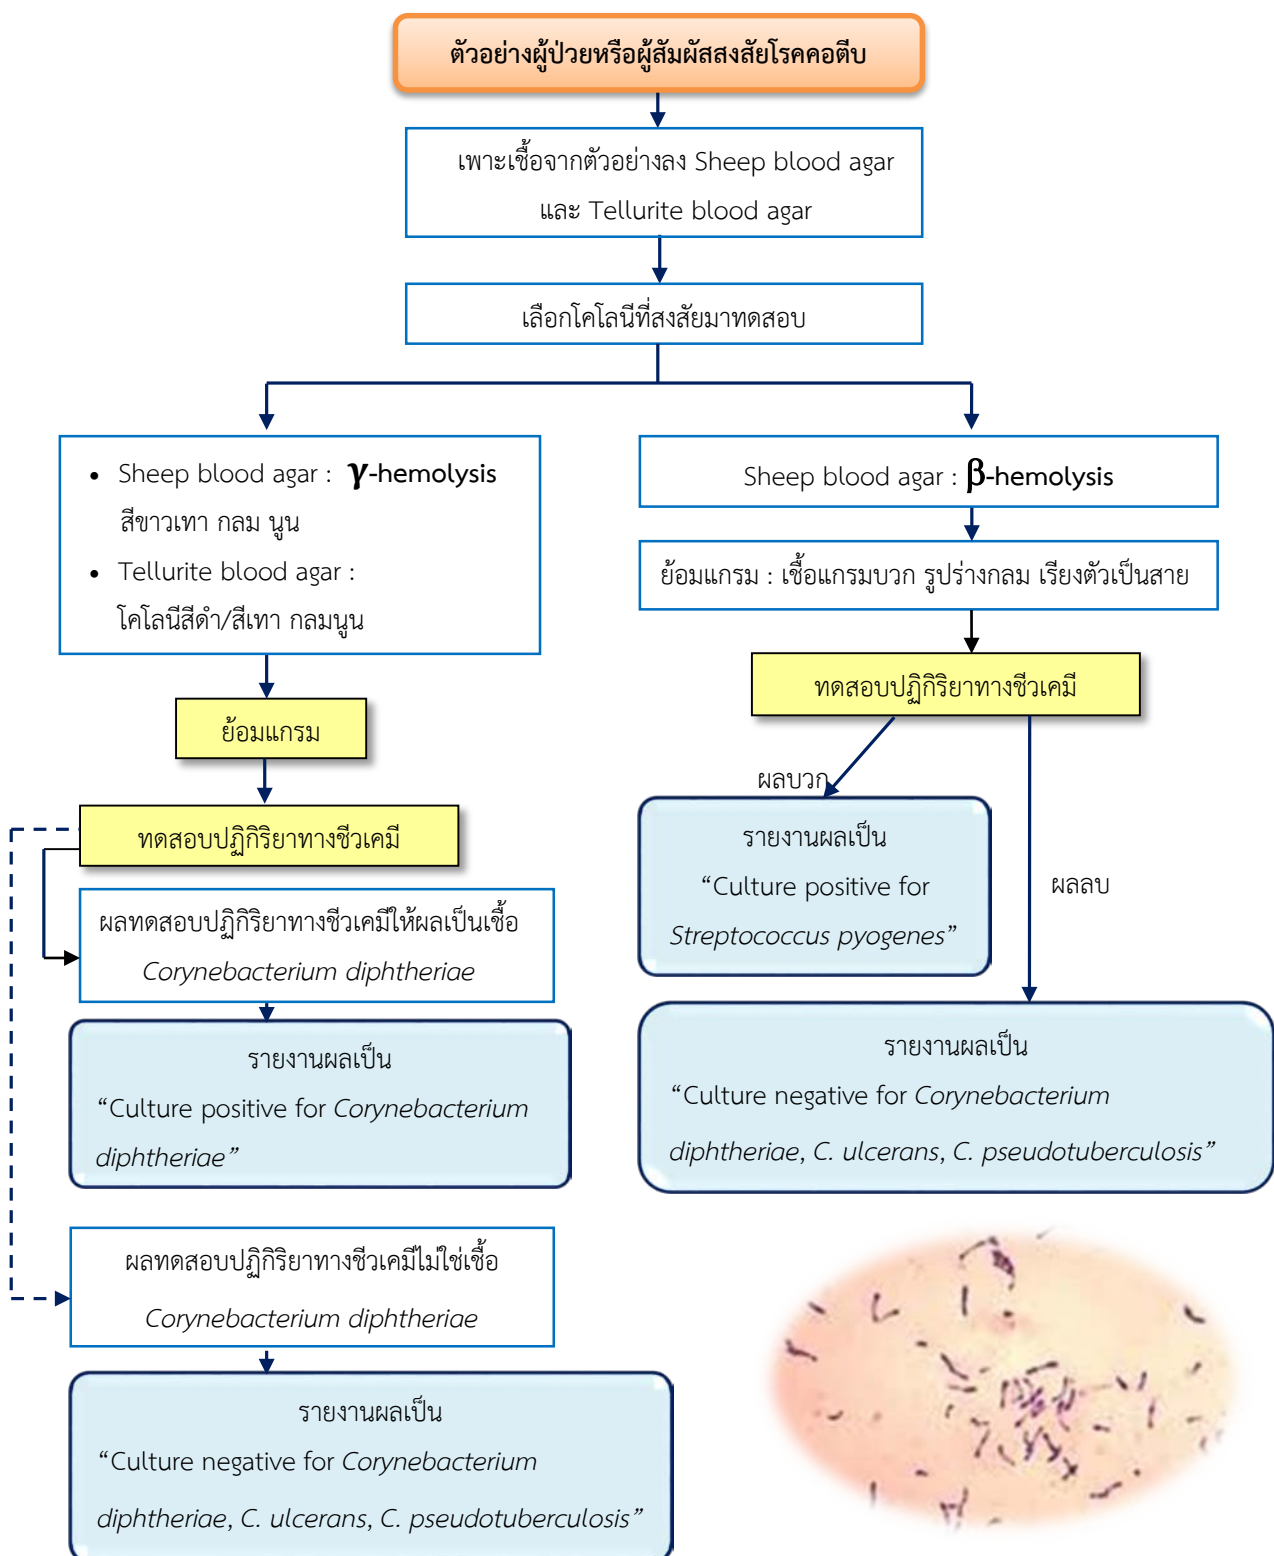 ตัวอย่างผู้ป่วยหรือผู้สัมผัสสงสัยโรคคอตีบ
เพาะเชื้อจากตัวอย่างลง Sheep blood agar
และ Tellurite blood agar
เลือกโคโลนีที่สงสัยมาทดสอบ
• Sheep blood agar : γ-hemolysis
สีขาวเทา กลม นูน
• Tellurite blood agar :
โคโลนีสีดำ/สีเทา กลมนูน
ย้อมแกรม
ทดสอบปฏิกิริยาทางชีวเคมี
ผลทดสอบปฏิกิริยาทางชีวเคมีให้ผลเป็นเชื้อ
Corynebacterium diphtheriae
รายงานผลเป็น
“Culture positive for Corynebacterium
diphtheriae”
ผลทดสอบปฏิกิริยาทางชีวเคมีไม่ใช่เชื้อ
Corynebacterium diphtheriae
รายงานผลเป็น
“Culture negative for Corynebacterium
diphtheriae, C. ulcerans, C. pseudotuberculosis”
Sheep blood agar : β-hemolysis
ย้อมแกรม : เชื้อแกรมบวก รูปร่างกลม เรียงตัวเป็นสาย
ทดสอบปฏิกิริยาทางชีวเคมี
ผลบวก
รายงานผลเป็น
“Culture positive for
Streptococcus pyogenes”
ผลลบ
รายงานผลเป็น
“Culture negative for Corynebacterium
diphtheriae, C. ulcerans, C. pseudotuberculosis”